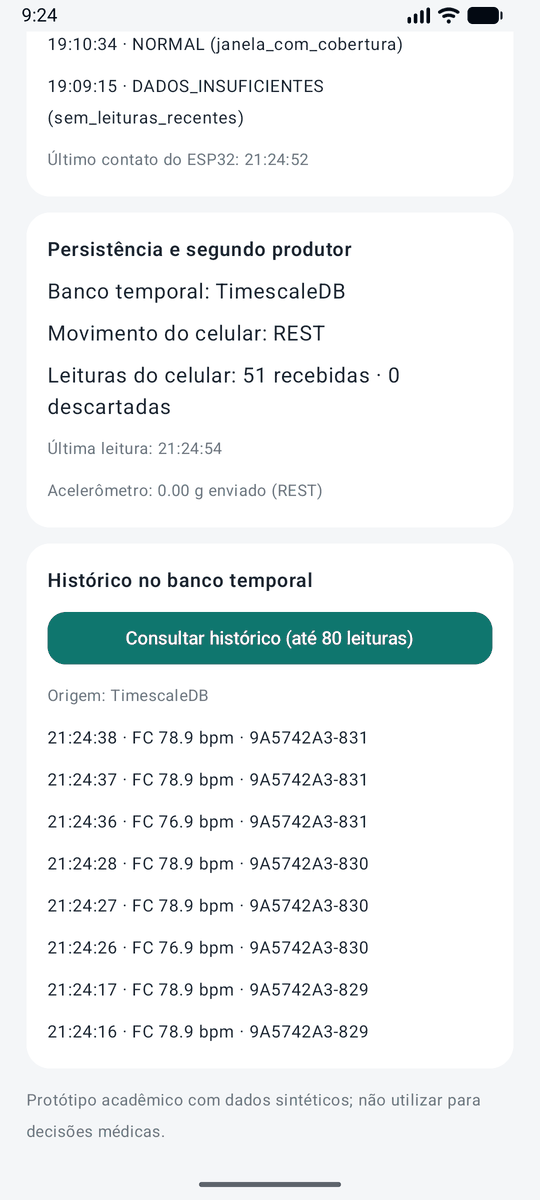 9:24
19:10:34 · NORMAL (janela_com_cobertura)
19:09:15 · DADOS_INSUFICIENTES
(sem_leituras_recentes)
Último contato do ESP32: 21:24:52
Persistência e segundo produtor
Banco temporal: TimescaleDB
Movimento do celular: REST
Leituras do celular: 51 recebidas · 0
descartadas
Última leitura: 21:24:54
Acelerômetro: 0.00 g enviado (REST)
Histórico no banco temporal
Consultar histórico (até 80 leituras)
Origem: TimescaleDB
21:24:38 · FC 78.9 bpm · 9A5742A3-831
21:24:37 · FC 78.9 bpm · 9A5742A3-831
21:24:36 · FC 76.9 bpm · 9A5742A3-831
21:24:28 · FC 78.9 bpm · 9A5742A3-830
21:24:27 · FC 78.9 bpm · 9A5742A3-830
21:24:26 · FC 76.9 bpm · 9A5742A3-830
21:24:17 · FC 78.9 bpm · 9A5742A3-829
21:24:16 · FC 78.9 bpm · 9A5742A3-829
Protótipo acadêmico com dados sintéticos; não utilizar para
decisões médicas.